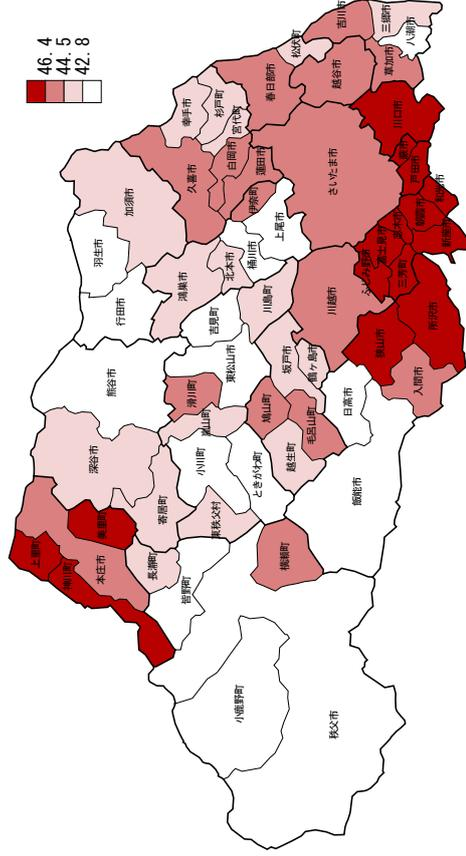 46.4
44.5
42.8
上里町
神川町
美里町
本庄市
深谷市
熊谷市
行田市
羽生市
加須市
長瀞町
寄居町
皆野町
東秩父村
小川町
嵐山町
滑川町
東松山市
吉見町
鴻巣市
北本市
桶川市
久喜市
幸手市
杉戸町
宮代町
白岡市
蓮田市
伊奈町
上尾市
春日部市
松伏町
吉川市
三郷市
八潮市
草加市
越谷市
さいたま市
川口市
蕨市
戸田市
和光市
朝霞市
新座市
志木市
富士見市
ふじみ野市
三芳町
所沢市
狭山市
入間市
川越市
川島町
坂戸市
鶴ヶ島市
日高市
毛呂山町
鳩山町
越生町
ときがわ町
飯能市
横瀬町
小鹿野町
秩父市